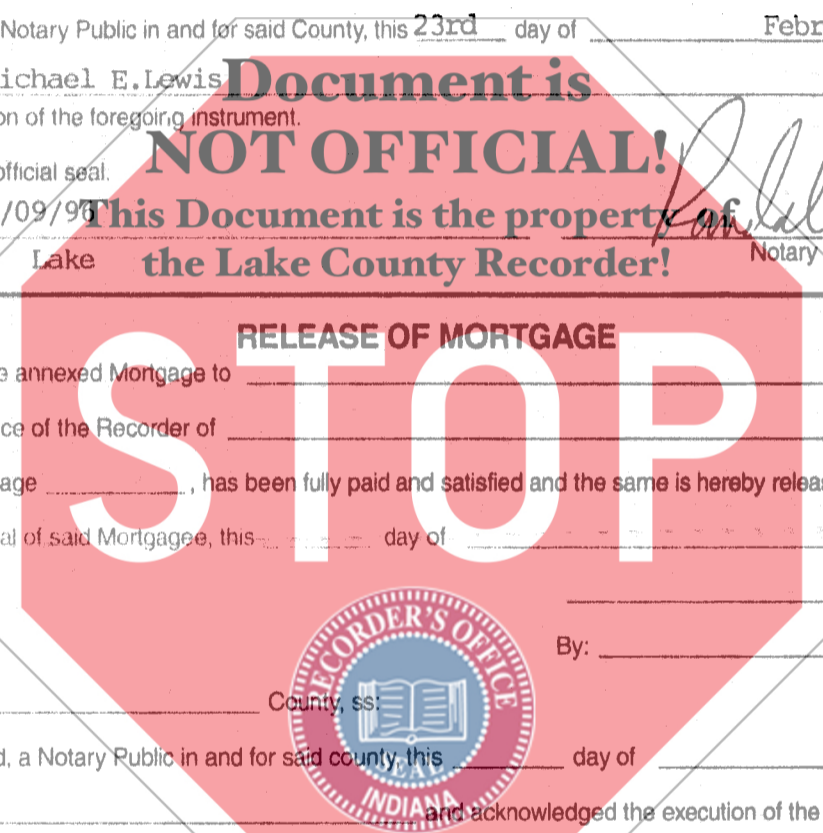 Notary Public in and for said County, this 23rd day of Febr
ichael E.Lewis
Document is
on of the foregoing instrument.
NOT OFFICIAL!
official seal.
/09/96
This Document is the property of
Lake
the Lake County Recorder!
Notary
RELEASE OF MORTGAGE
e annexed Mortgage to
ce of the Recorder of
STOP
age , has been fully paid and satisfied and the same is hereby relea
al of said Mortgagee, this day of
By:
County, ss:
RECORDER'S OFFICE
SEAL
INDIANA
d, a Notary Public in and for said county, this day of
and acknowledged the execution of the